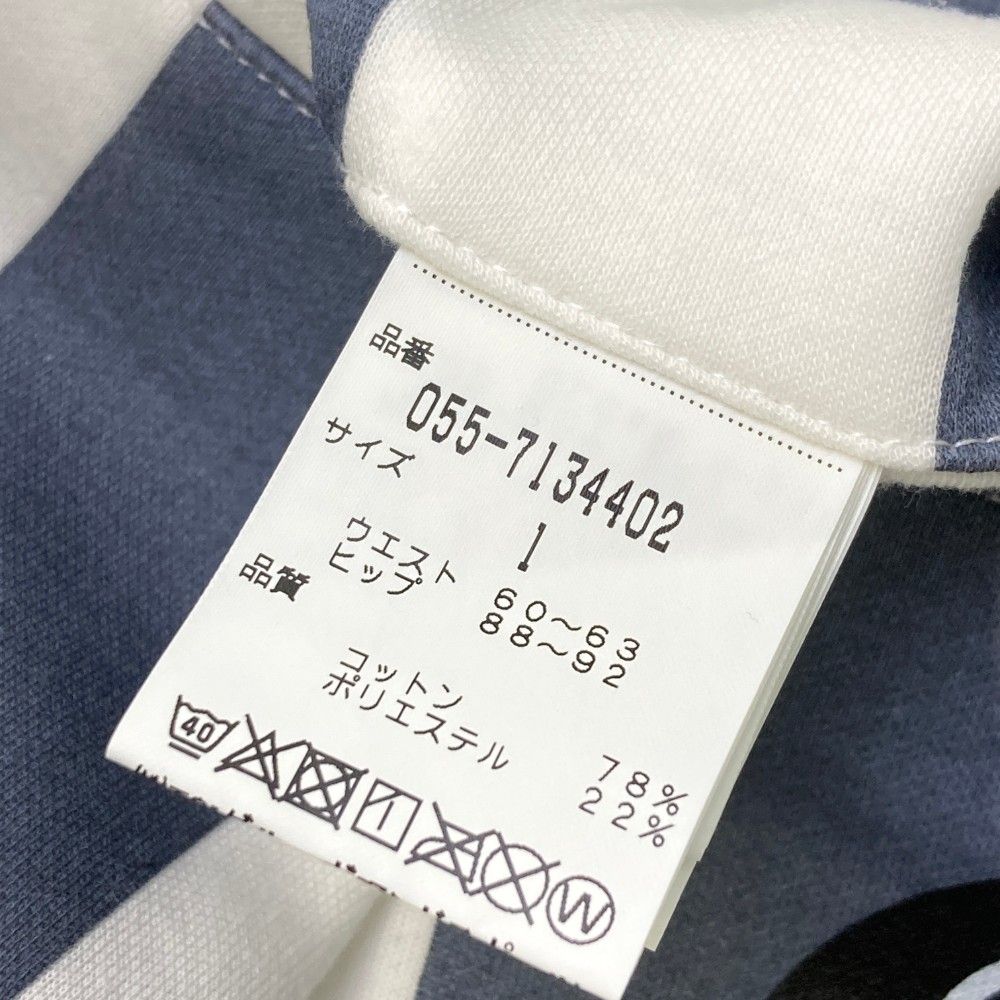 品番
055-7134402
サイズ
1
ウエスト 60〜63
ヒップ 88〜92
品質
コットン 78%
ポリエステル 22%
40
W